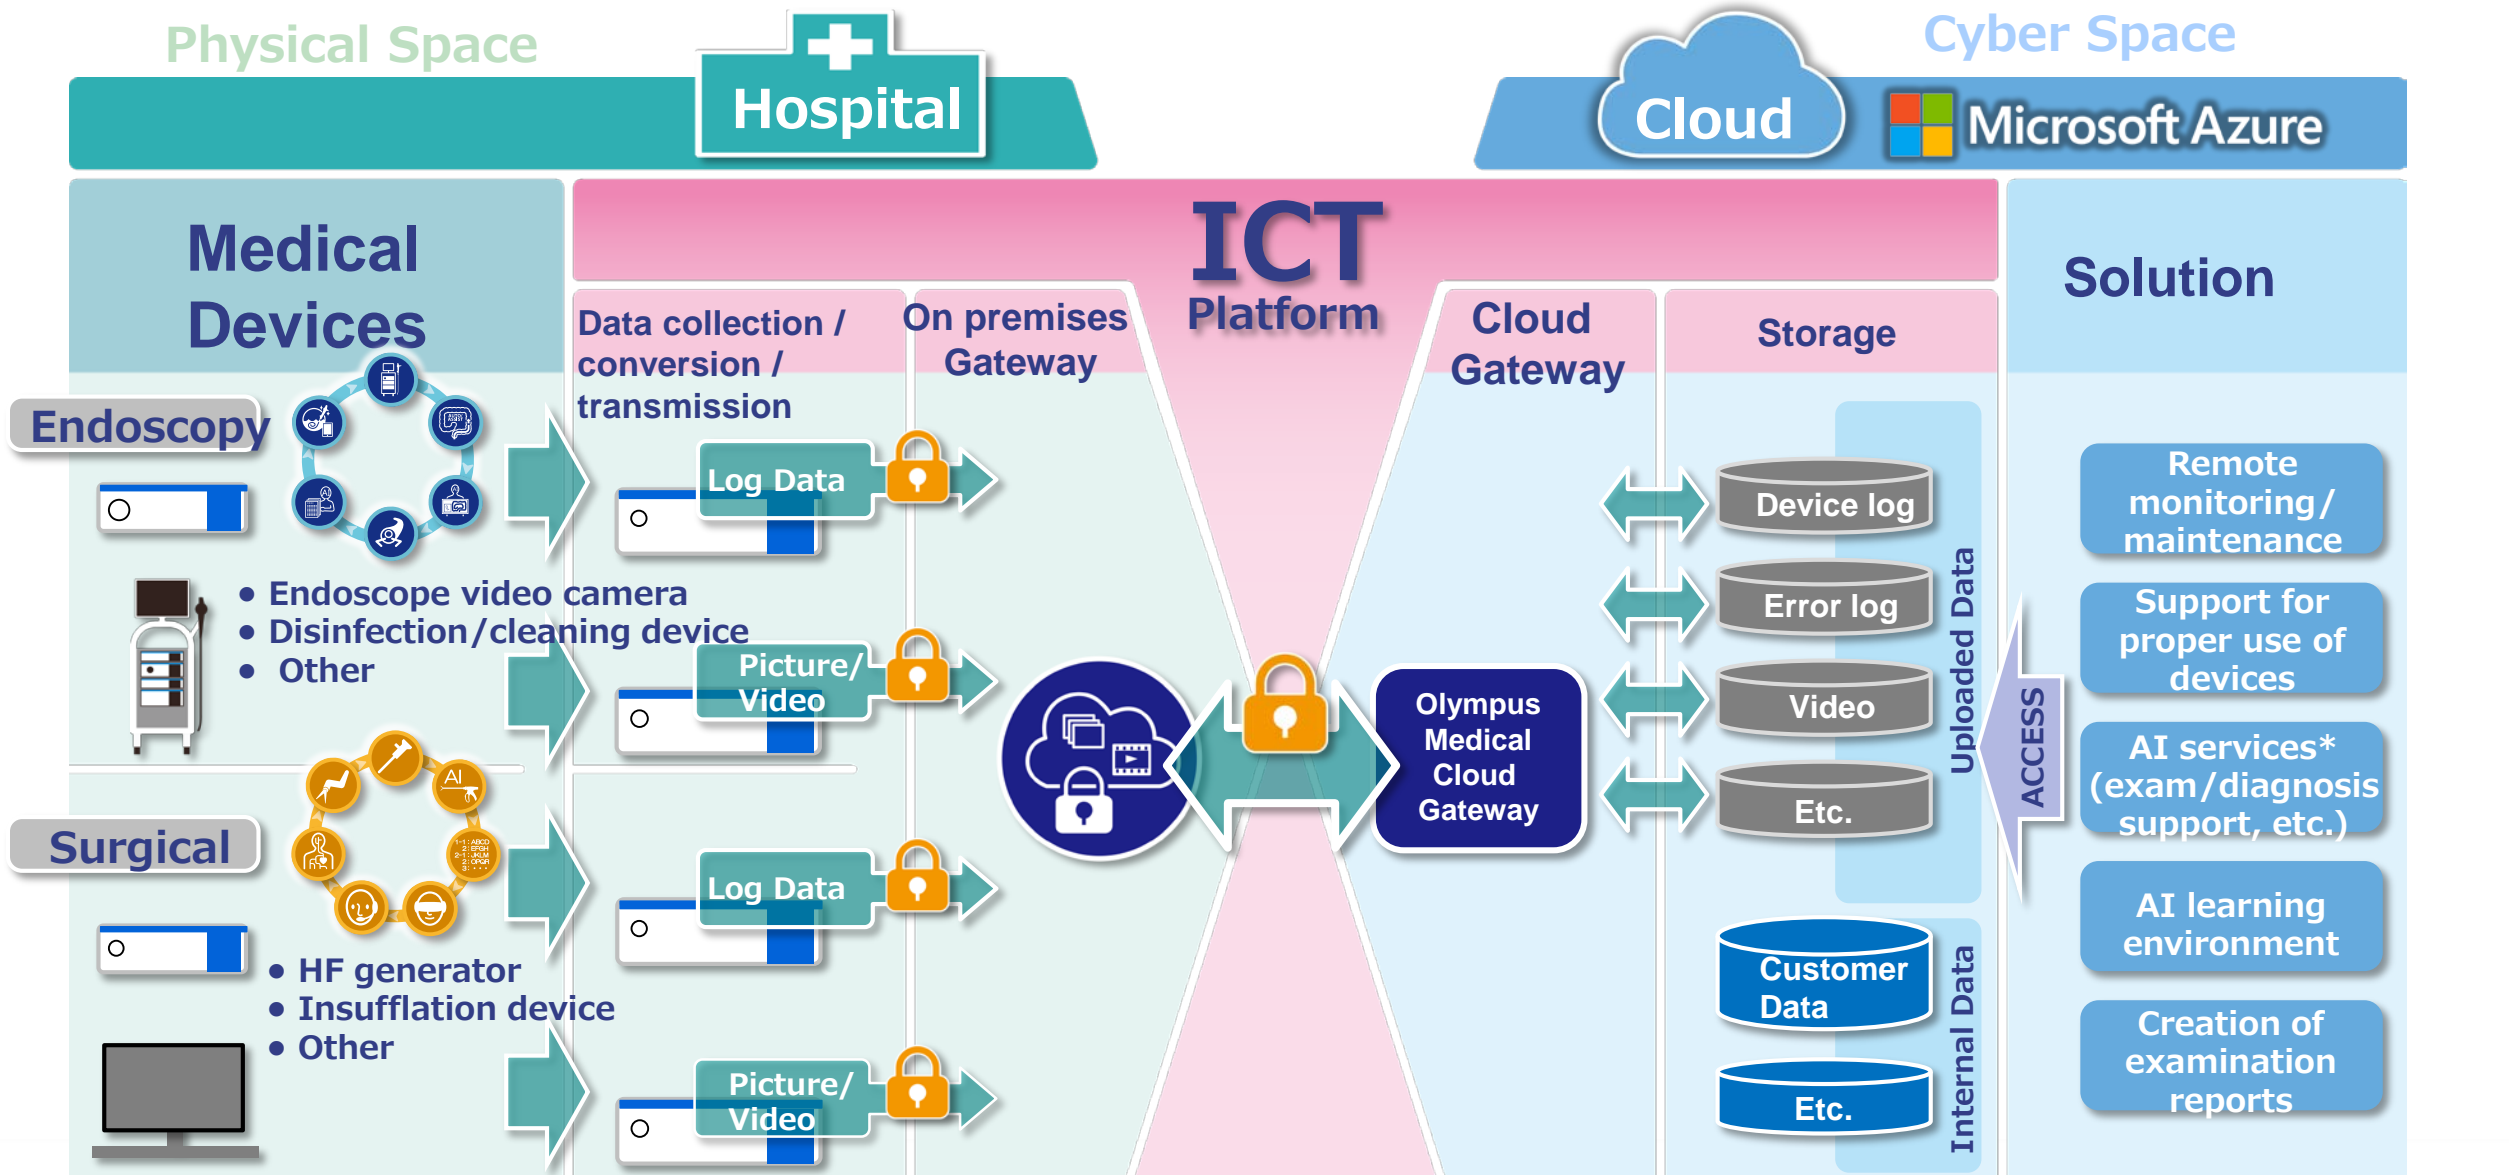 Physical Space
Cyber Space
Hospital
Cloud
Microsoft Azure
Medical
Devices
ICT
Platform
Solution
Data collection /
conversion /
transmission
On premises
Gateway
Cloud
Gateway
Storage
Endoscopy
• Endoscope video camera
• Disinfection/cleaning device
• Other
Surgical
AI
• HF generator
• Insufflation device
• Other
Log Data
Picture/
Video
Log Data
Picture/
Video
Olympus
Medical
Cloud
Gateway
Device log
Error log
Video
Etc.
Uploaded Data
Customer
Data
Etc.
Internal Data
ACCESS
Remote
monitoring/
maintenance
Support for
proper use of
devices
AI services*
(exam/diagnosis
support, etc.)
AI learning
environment
Creation of
examination
reports